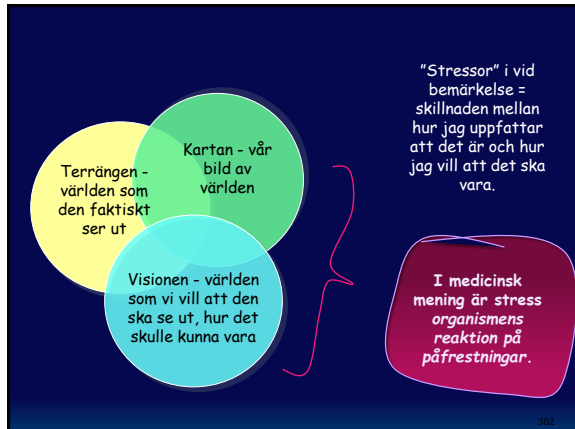 Terrängen -
världen som
den faktiskt
ser ut
Kartan - vår
bild av
världen
Visionen - världen
som vi vill att den
ska se ut, hur det
skulle kunna vara
"Stressor" i vid
bemärkelse =
skillnaden mellan
hur jag uppfattar
att det är och hur
jag vill att det ska
vara.
I medicinsk
mening är stress
organismens
reaktion på
påfrestningar.
302